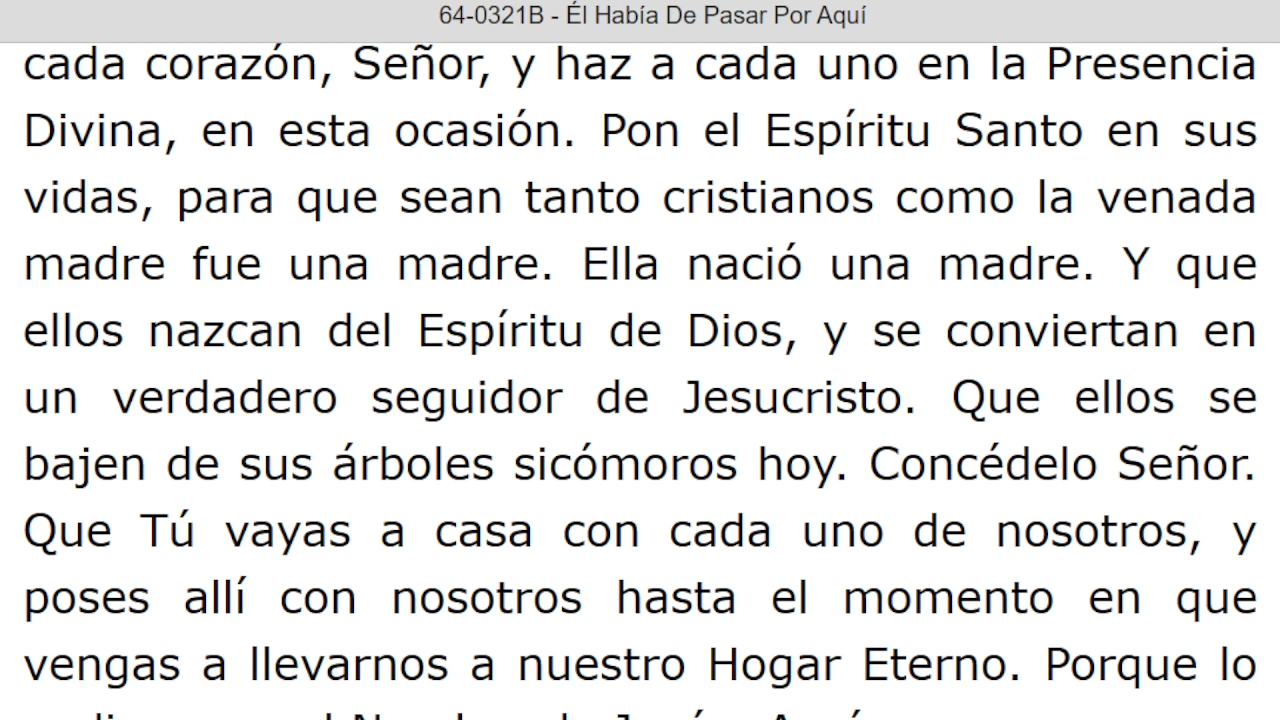 64-0321B - Él Había De Pasar Por Aquí
cada corazón, Señor, y haz a cada uno en la Presencia
Divina, en esta ocasión. Pon el Espíritu Santo en sus
vidas, para que sean tanto cristianos como la venada
madre fue una madre. Ella nació una madre. Y que
ellos nazcan del Espíritu de Dios, y se conviertan en
un verdadero seguidor de Jesucristo. Que ellos se
bajen de sus árboles sicómoros hoy. Concédelo Señor.
Que Tú vayas a casa con cada uno de nosotros, y
poses allí con nosotros hasta el momento en que
vengas a llevarnos a nuestro Hogar Eterno. Porque lo